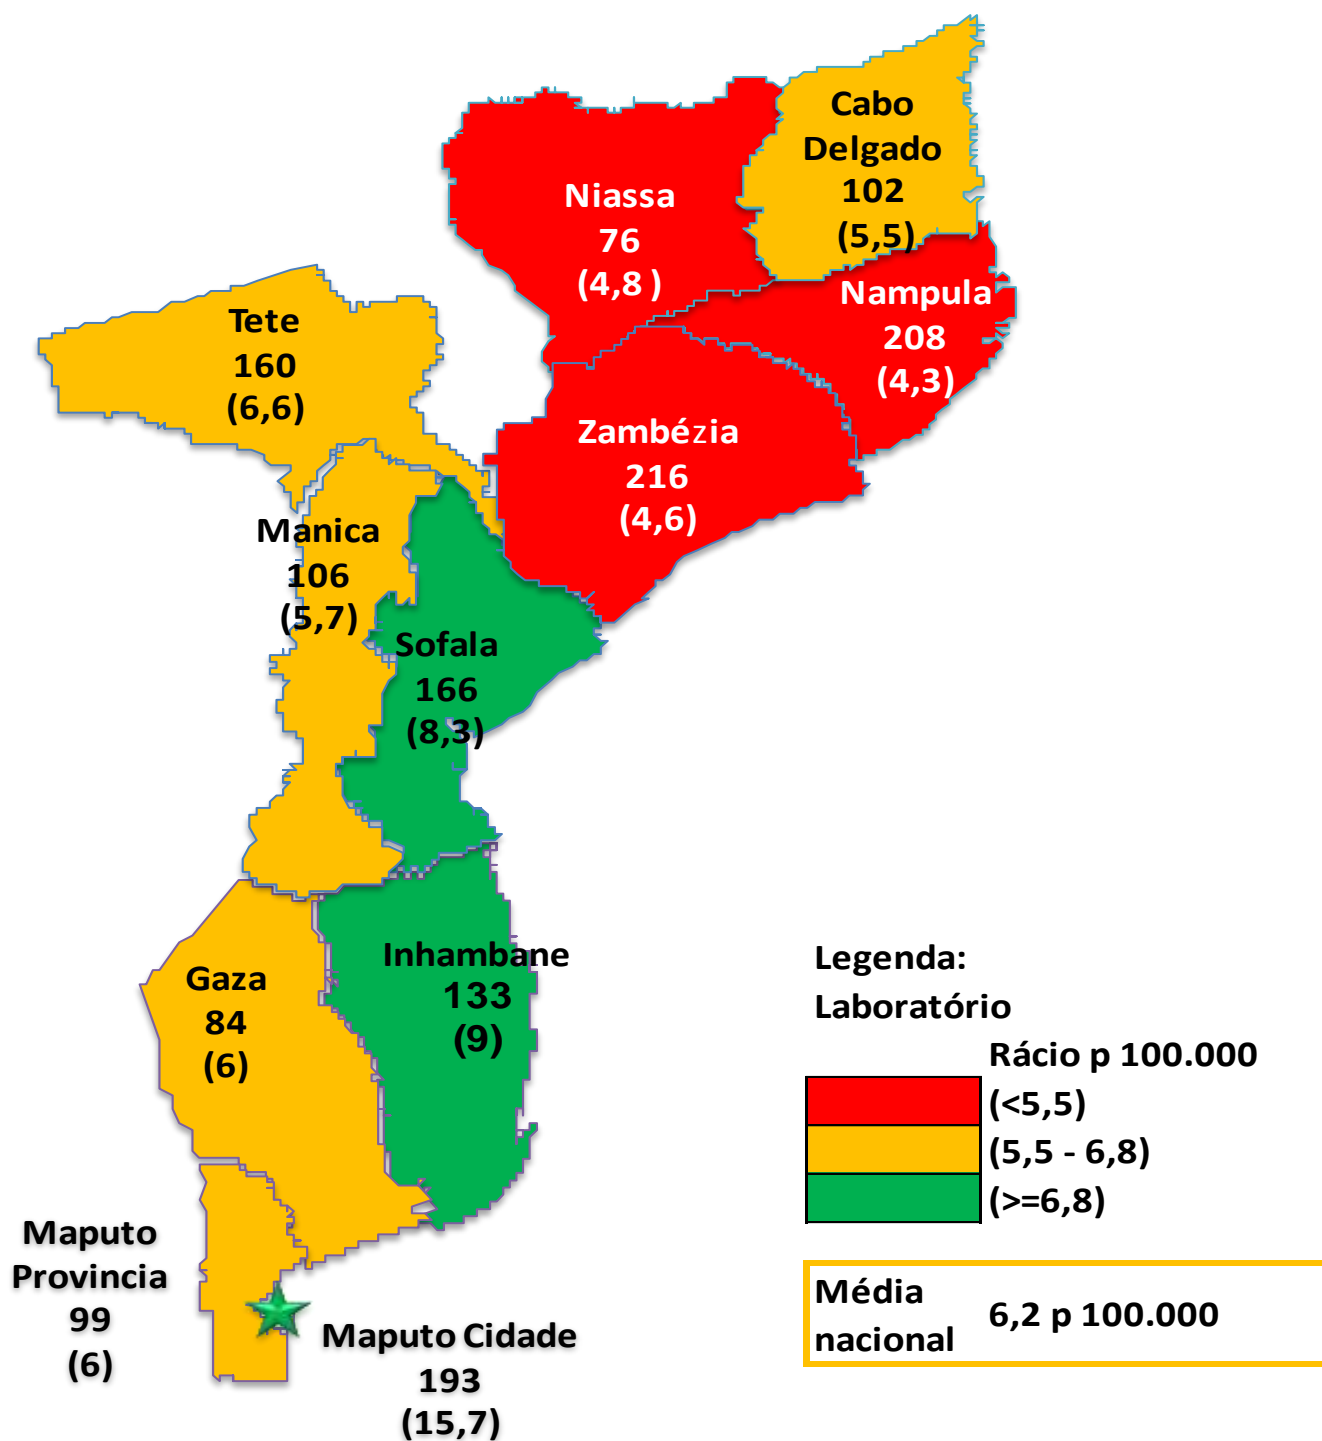 Cabo
Delgado
102
(5,5)
Niassa
76
(4,8 )
Nampula
208
(4,3)
Tete
160
(6,6)
Zambézia
216
(4,6)
Manica
106
(5,7)
Sofala
166
(8,3)
Inhambane
133
(9)
Gaza
84
(6)
Maputo
Provincia
99
(6)
Maputo Cidade
193
(15,7)
Legenda:
Laboratório
Rácio p 100.000
(<5,5)
(5,5 - 6,8)
(>=6,8)
Média
nacional
6,2 p 100.000